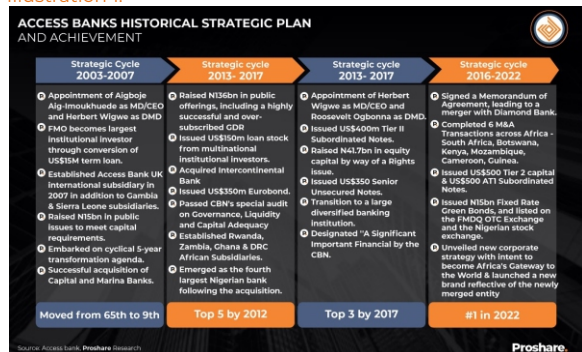 Illustration I:
ACCESS BANKS HISTORICAL STRATEGIC PLAN
AND ACHIEVEMENT
Strategic Cycle
2003-2007
Appointment of Aigboje
Aig-Imoukhuede as MD/CEO
and Herbert Wigwe as DMD
FMO becomes largest
institutional investor
through conversion of
US$15M term loan.
Established Access Bank UK
international subsidiary in
2007 in addition to Gambia
& Sierra Leone subsidiaries.
Raised N15bn in public
issues to meet capital
requirements.
Embarked on cyclical 5-year
transformation agenda.
Successful acquisition of
Capital and Marina Banks.
Moved from 65th to 9th
Strategic cycle
2013- 2017
Raised N136bn in public
offerings, including a highly
successful and over-
subscribed GDR
Issued US$150m loan stock
from multinational
institutional investors.
Acquired Intercontinental
Bank
Issued US$350m Eurobond.
Passed CBN's special audit
on Governance, Liquidity
and Capital Adequacy
Established Rwanda,
Zambia, Ghana & DRC
African Subsidiaries.
Emerged as the fourth
largest Nigerian bank
following the acquisition.
Top 5 by 2012
Strategic cycle
2013- 2017
Appointment of Herbert
Wigwe as MD/CEO and
Roosevelt Ogbonna as DMD.
Issued US$400m Tier II
Subordinated Notes.
Raised N41.7bn in equity
capital by way of a Rights
issue.
Issued US$350 Senior
Unsecured Notes.
Transition to a large
diversified banking
institution.
Designated "A Significant
Important Financial by the
CBN.
Top 3 by 2017
Strategic cycle
2016-2022
Signed a Memorandum of
Agreement, leading to a
merger with Diamond Bank.
Completed 6 M&A
Transactions across Africa -
South Africa, Botswana,
Kenya, Mozambique,
Cameroon, Guinea.
Issued US$500 Tier 2 capital
& US$500 AT1 Subordinated
Notes.
Issued N15bn Fixed Rate
Green Bonds, and listed on
the FMDQ OTC Exchange
and the Nigerian stock
exchange.
Unveiled new corporate
strategy with intent to
become Africa's Gateway to
the World & launched a new
brand reflective of the newly
merged entity
#1 in 2022
Source: Access bank, Proshare Research
Proshare.